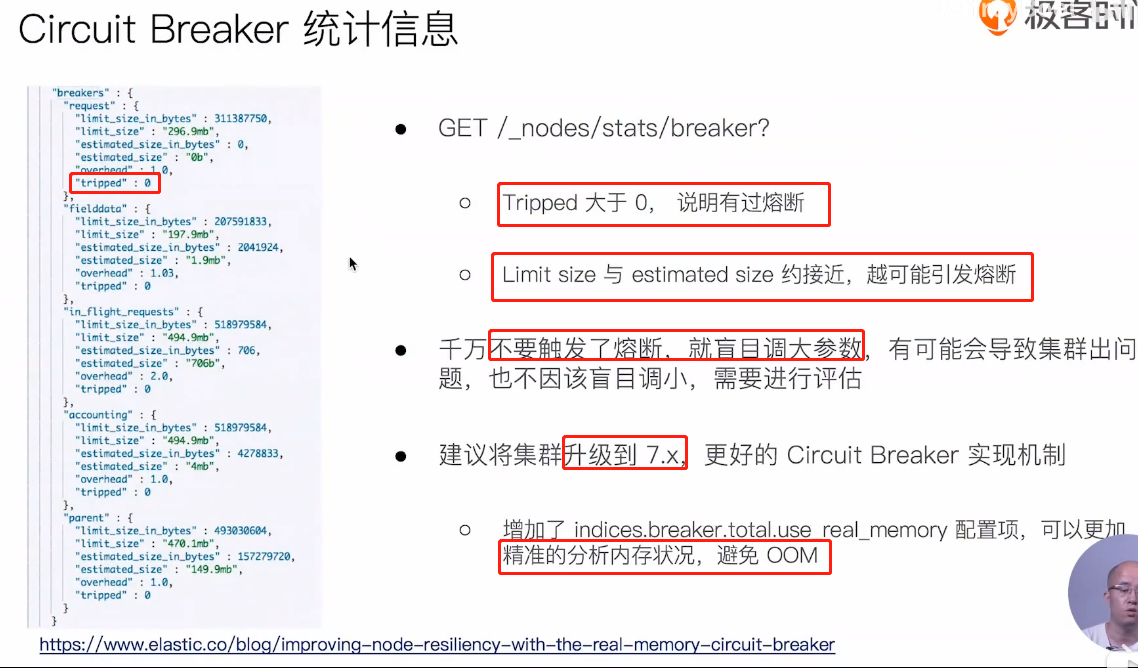 Circuit Breaker 统计信息
极客时
"breakers" : {
"request" : {
"limit_size_in_bytes" : 311387750,
"limit_size" : "296.9mb",
"estimated_size_in_bytes" : 0,
"estimated_size" : "0b",
"overhead" : 1.0,
"tripped" : 0
},
"fielddata" : {
"limit_size_in_bytes" : 207591833,
"limit_size" : "197.9mb",
"estimated_size_in_bytes" : 2041924,
"estimated_size" : "1.9mb",
"overhead" : 1.03,
"tripped" : 0
},
"in_flight_requests" : {
"limit_size_in_bytes" : 518979584,
"limit_size" : "494.9mb",
"estimated_size_in_bytes" : 706,
"estimated_size" : "706b",
"overhead" : 2.0,
"tripped" : 0
},
"accounting" : {
"limit_size_in_bytes" : 518979584,
"limit_size" : "494.9mb",
"estimated_size_in_bytes" : 4278833,
"estimated_size" : "4mb",
"overhead" : 1.0,
"tripped" : 0
},
"parent" : {
"limit_size_in_bytes" : 493030604,
"limit_size" : "470.1mb",
"estimated_size_in_bytes" : 157279720,
"estimated_size" : "149.9mb",
"overhead" : 1.0,
"tripped" : 0
}
}
● GET /_nodes/stats/breaker?
○ Tripped 大于 0， 说明有过熔断
○ Limit size 与 estimated size 约接近，越可能引发熔断
● 千万不要触发了熔断，就盲目调大参数，有可能会导致集群出问
题，也不因该盲目调小，需要进行评估
● 建议将集群升级到 7.x，更好的 Circuit Breaker 实现机制
○ 增加了 indices.breaker.total.use_real_memory 配置项，可以更加
精准的分析内存状况，避免 OOM
https://www.elastic.co/blog/improving-node-resiliency-with-the-real-memory-circuit-breaker